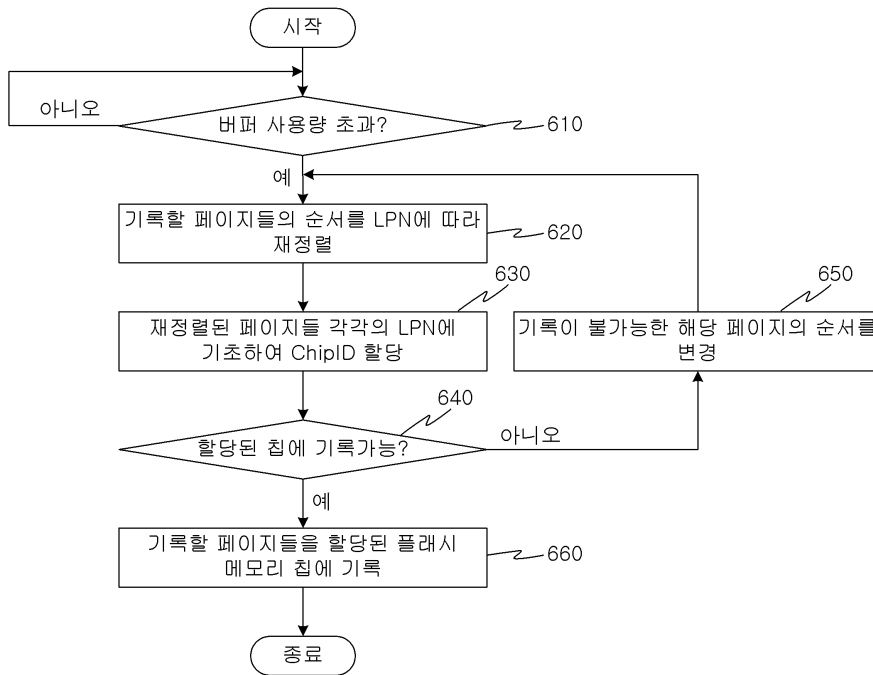 시작
아니오
버퍼 사용량 초과?
610
예
기록할 페이지들의 순서를 LPN에 따라
재정렬
620
630
재정렬된 페이지들 각각의 LPN에
기초하여 ChipID 할당
650
기록이 불가능한 해당 페이지의 순서를
변경
640
할당된 칩에 기록가능?
아니오
예
기록할 페이지들을 할당된 플래시
메모리 칩에 기록
660
종료